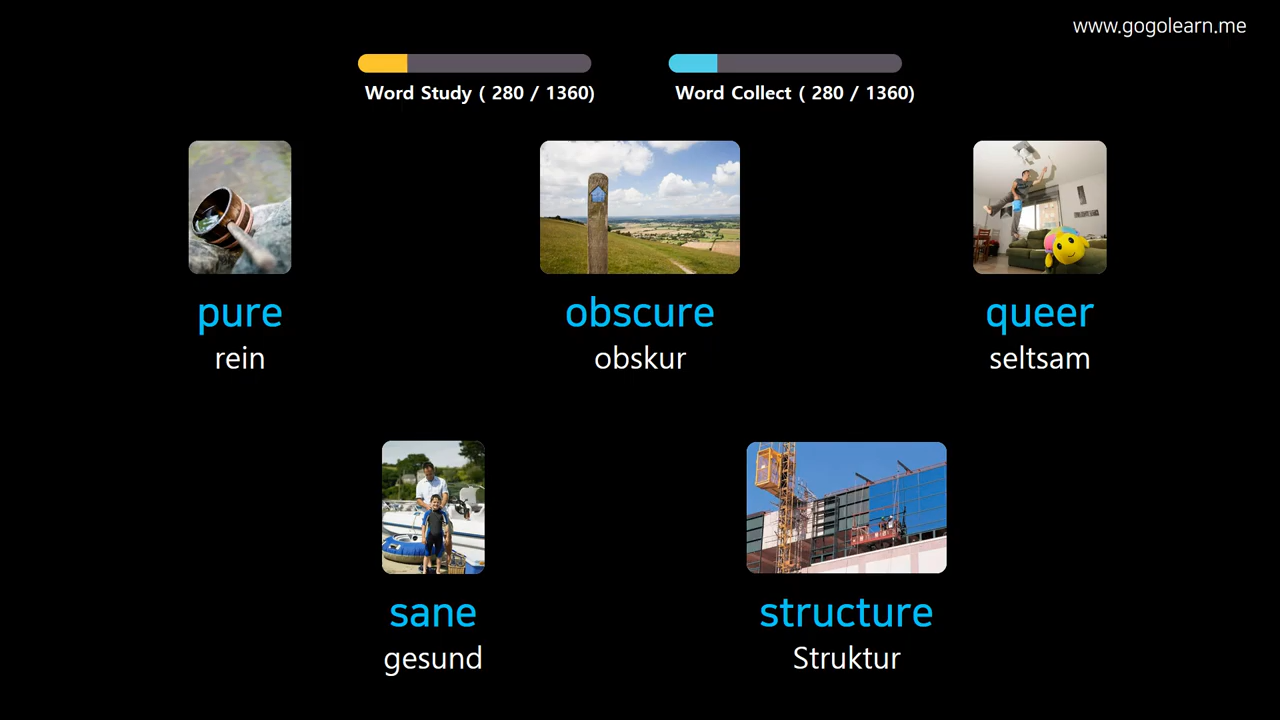 www.gogolearn.me
Word Study ( 280 / 1360)
Word Collect ( 280 / 1360)
pure
rein
obscure
obskur
queer
seltsam
sane
gesund
structure
Struktur